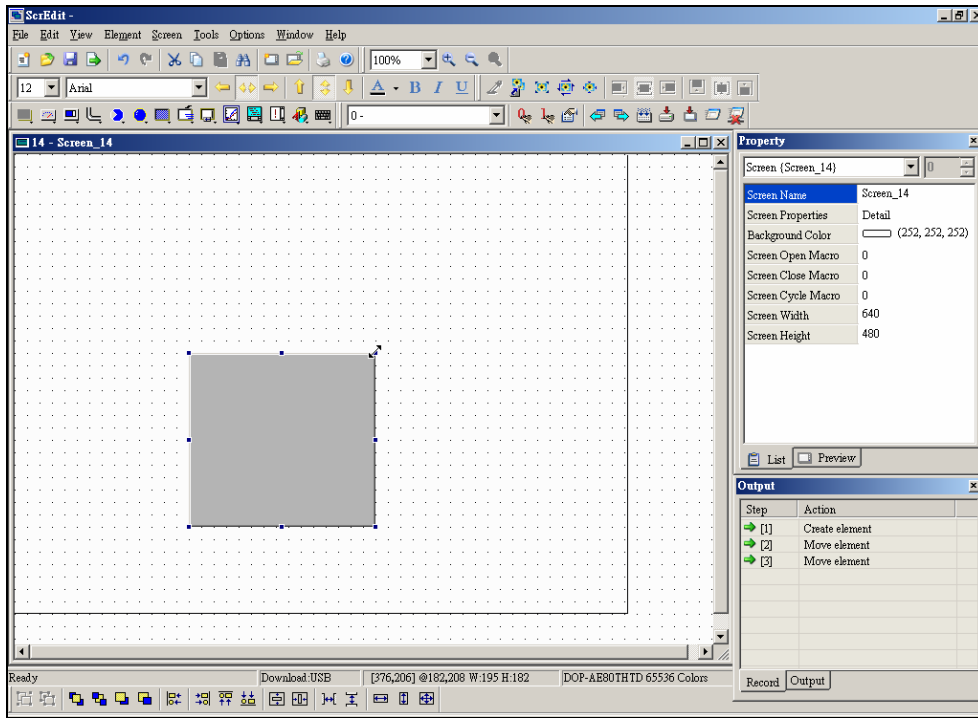 ScrEdit -
File Edit View Element Screen Tools Options Window Help
100%
12 Arial A B I U
0 -
14 - Screen_14
Property
Screen {Screen_14} 0
Screen Name Screen_14
Screen Properties Detail
Background Color (252, 252, 252)
Screen Open Macro 0
Screen Close Macro 0
Screen Cycle Macro 0
Screen Width 640
Screen Height 480
List Preview
Output
Step Action
[1] Create element
[2] Move element
[3] Move element
Record Output
Ready Download:USB [376,206] @182,208 W:195 H:182 DOP-AE80THTD 65536 Colors